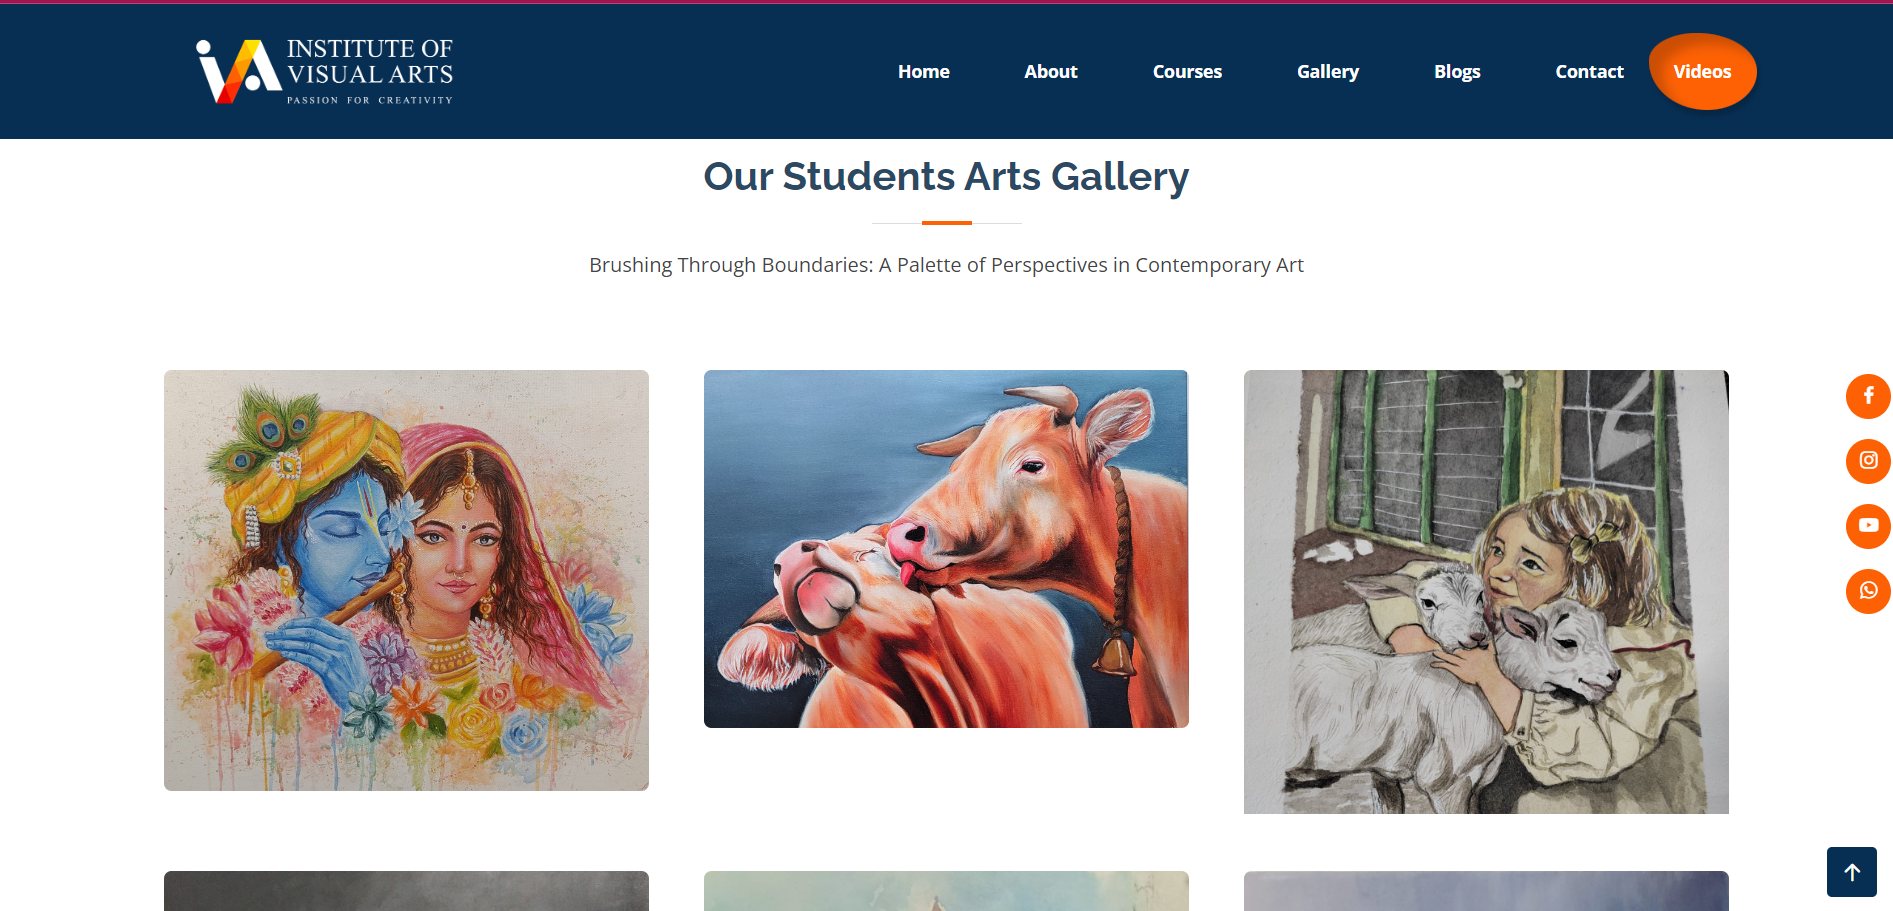 INSTITUTE OF
VISUAL ARTS
PASSION FOR CREATIVITY
Home About Courses Gallery Blogs Contact Videos
Our Students Arts Gallery
Brushing Through Boundaries: A Palette of Perspectives in Contemporary Art